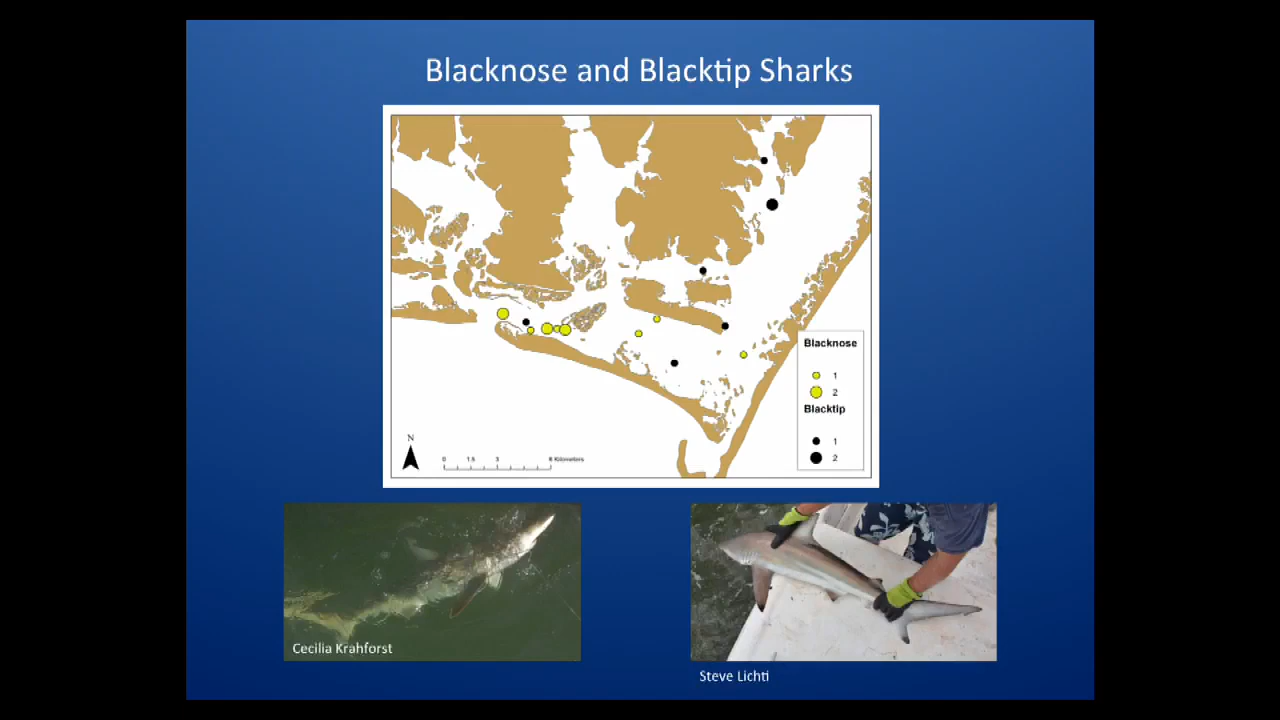 Blacknose and Blacktip Sharks
Blacknose
1
2
Blacktip
1
2
N
0 1.5 3 6 Kilometers
Cecilia Krahforst
Steve Lichti